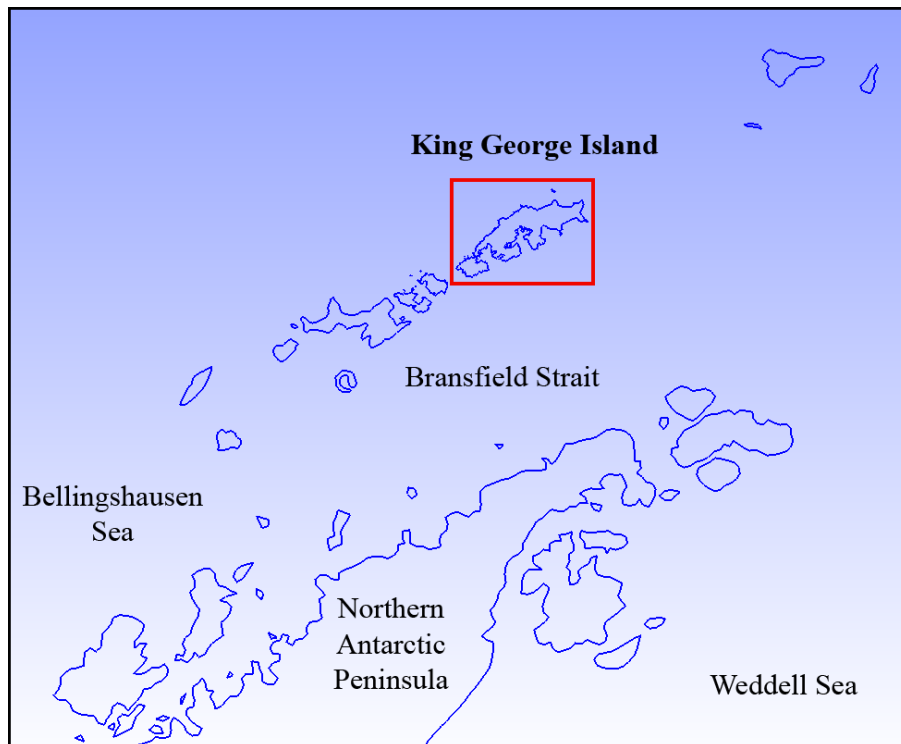 King George Island
Bransfield Strait
Bellingshausen
Sea
Northern
Antarctic
Peninsula
Weddell Sea